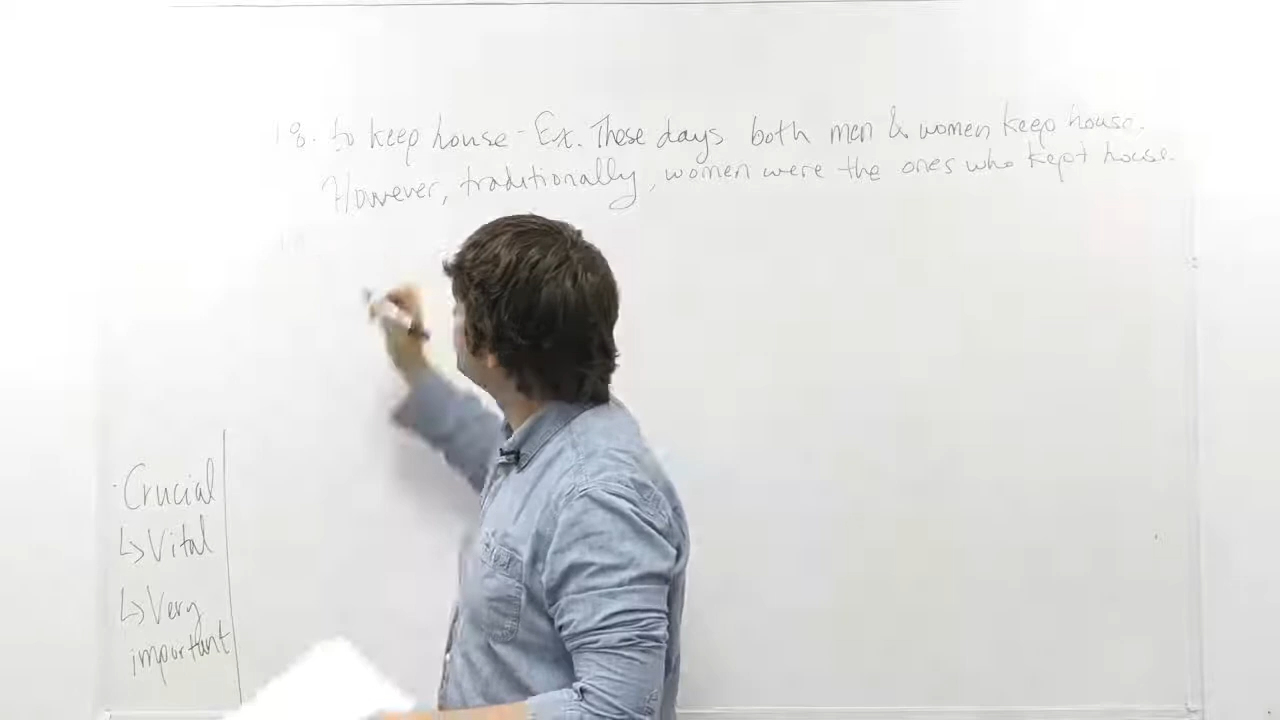 18. to keep house - Ex. These days both men & women keep house.
However, traditionally, women were the ones who kept house.
· Crucial
↳ Vital
↳ Very
important